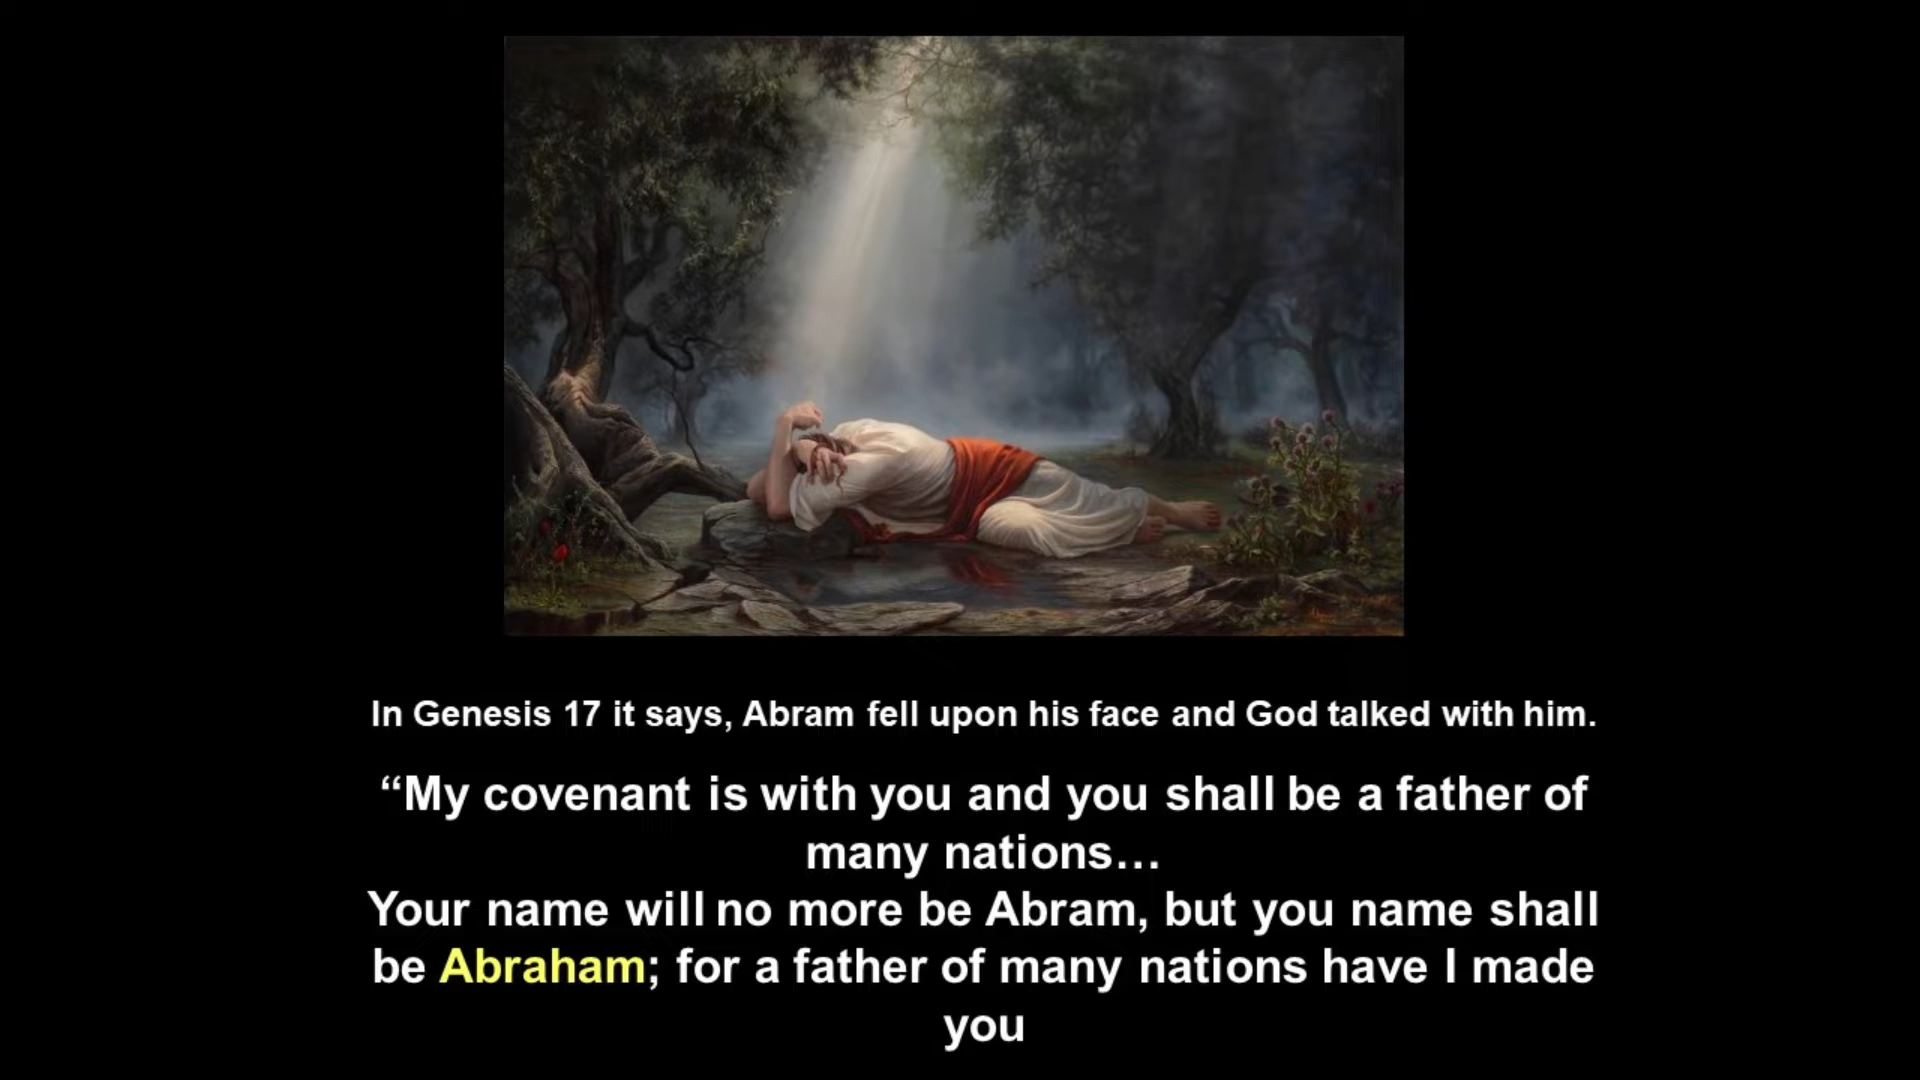 In Genesis 17 it says, Abram fell upon his face and God talked with him.
“My covenant is with you and you shall be a father of
many nations…
Your name will no more be Abram, but you name shall
be Abraham; for a father of many nations have I made
you